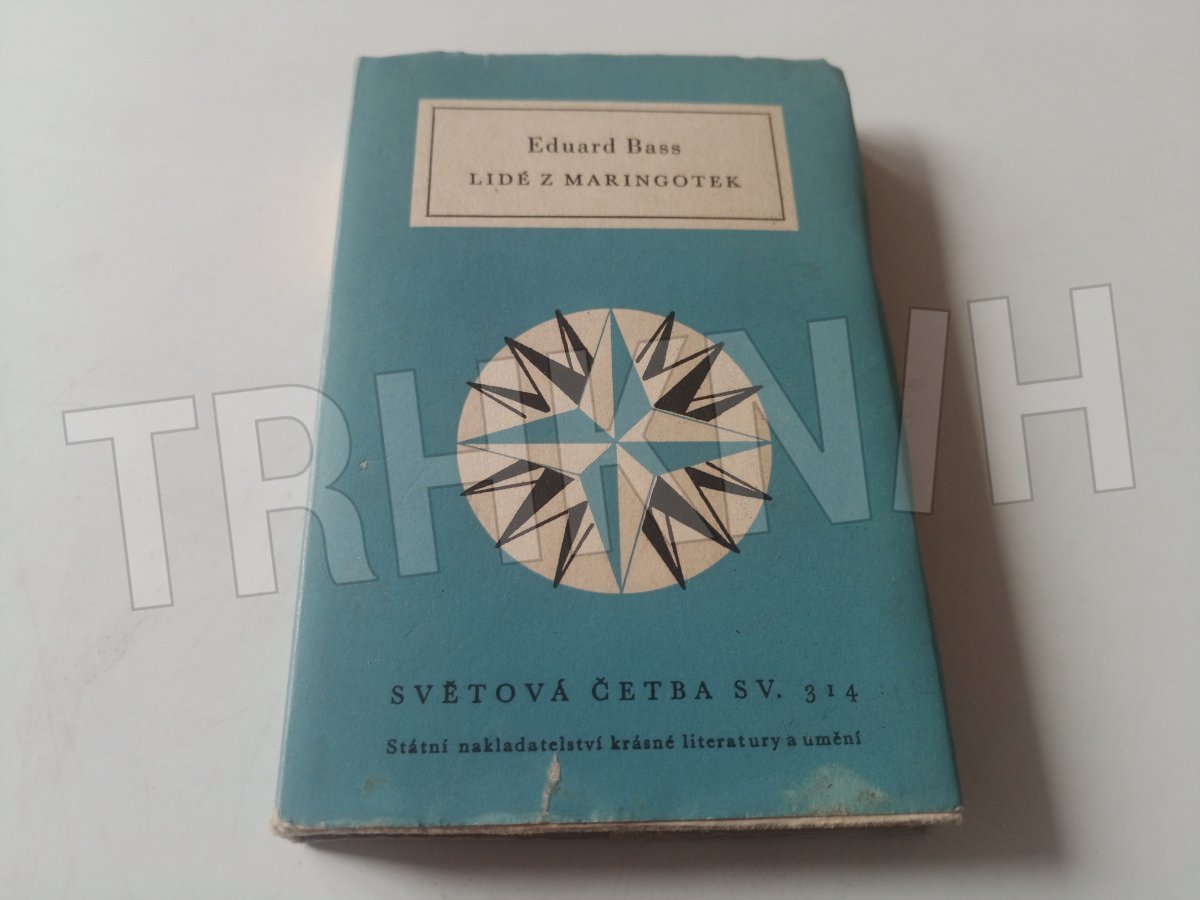 Eduard Bass
LIDÉ Z MARINGOTEK
TRHKNIH
SVĚTOVÁ ČETBA SV. 314
Státní nakladatelství krásné literatury a umění